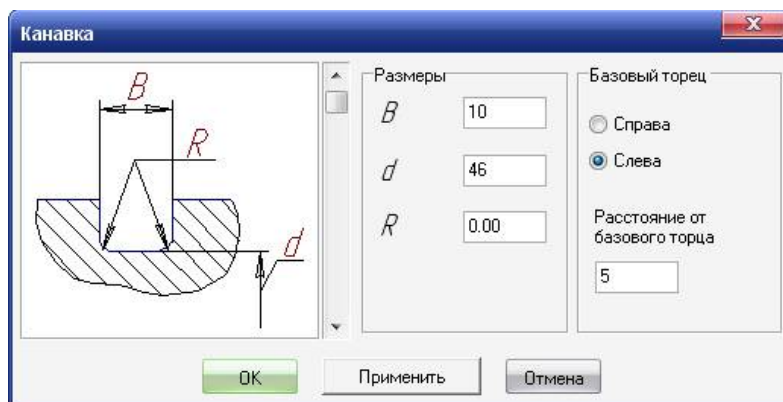 Канавка
B
R
d
Размеры
B 10
d 46
R 0.00
Базовый торец
Справа
Слева
Расстояние от
базового торца
5
OK
Применить
Отмена